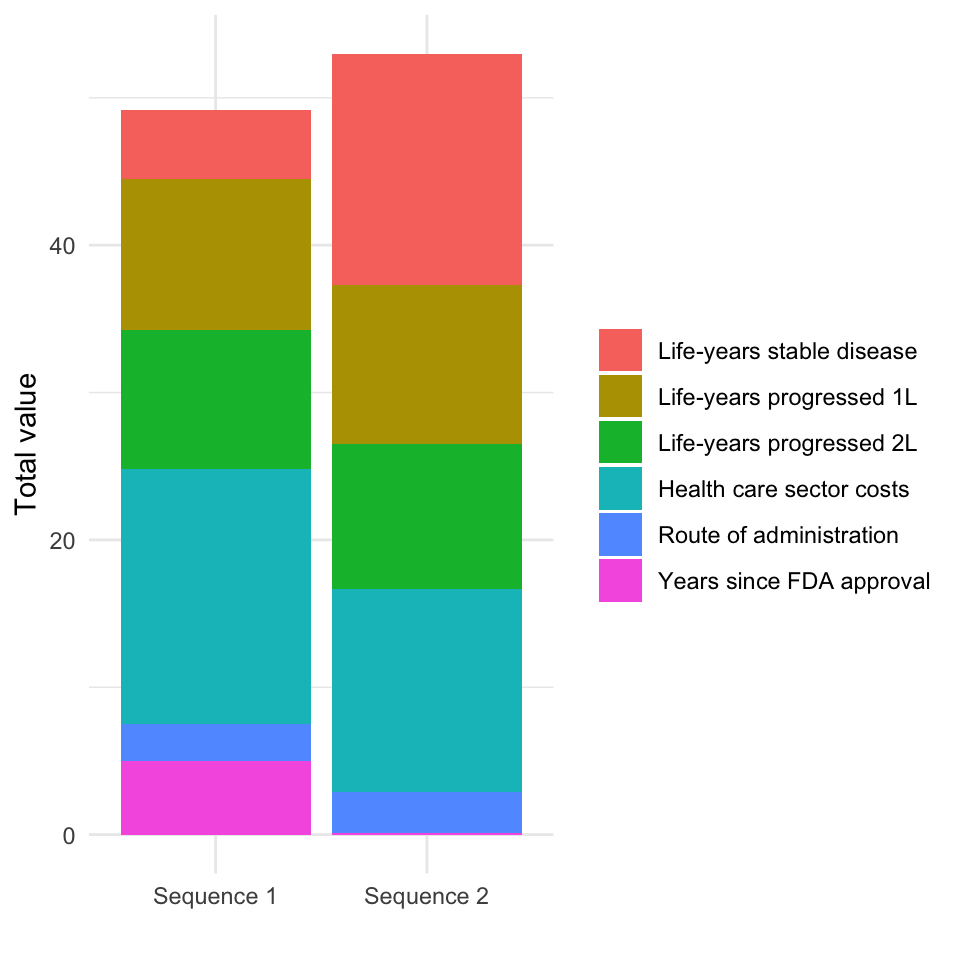 Total value
40
20
0
Sequence 1
Sequence 2
Life-years stable disease
Life-years progressed 1L
Life-years progressed 2L
Health care sector costs
Route of administration
Years since FDA approval